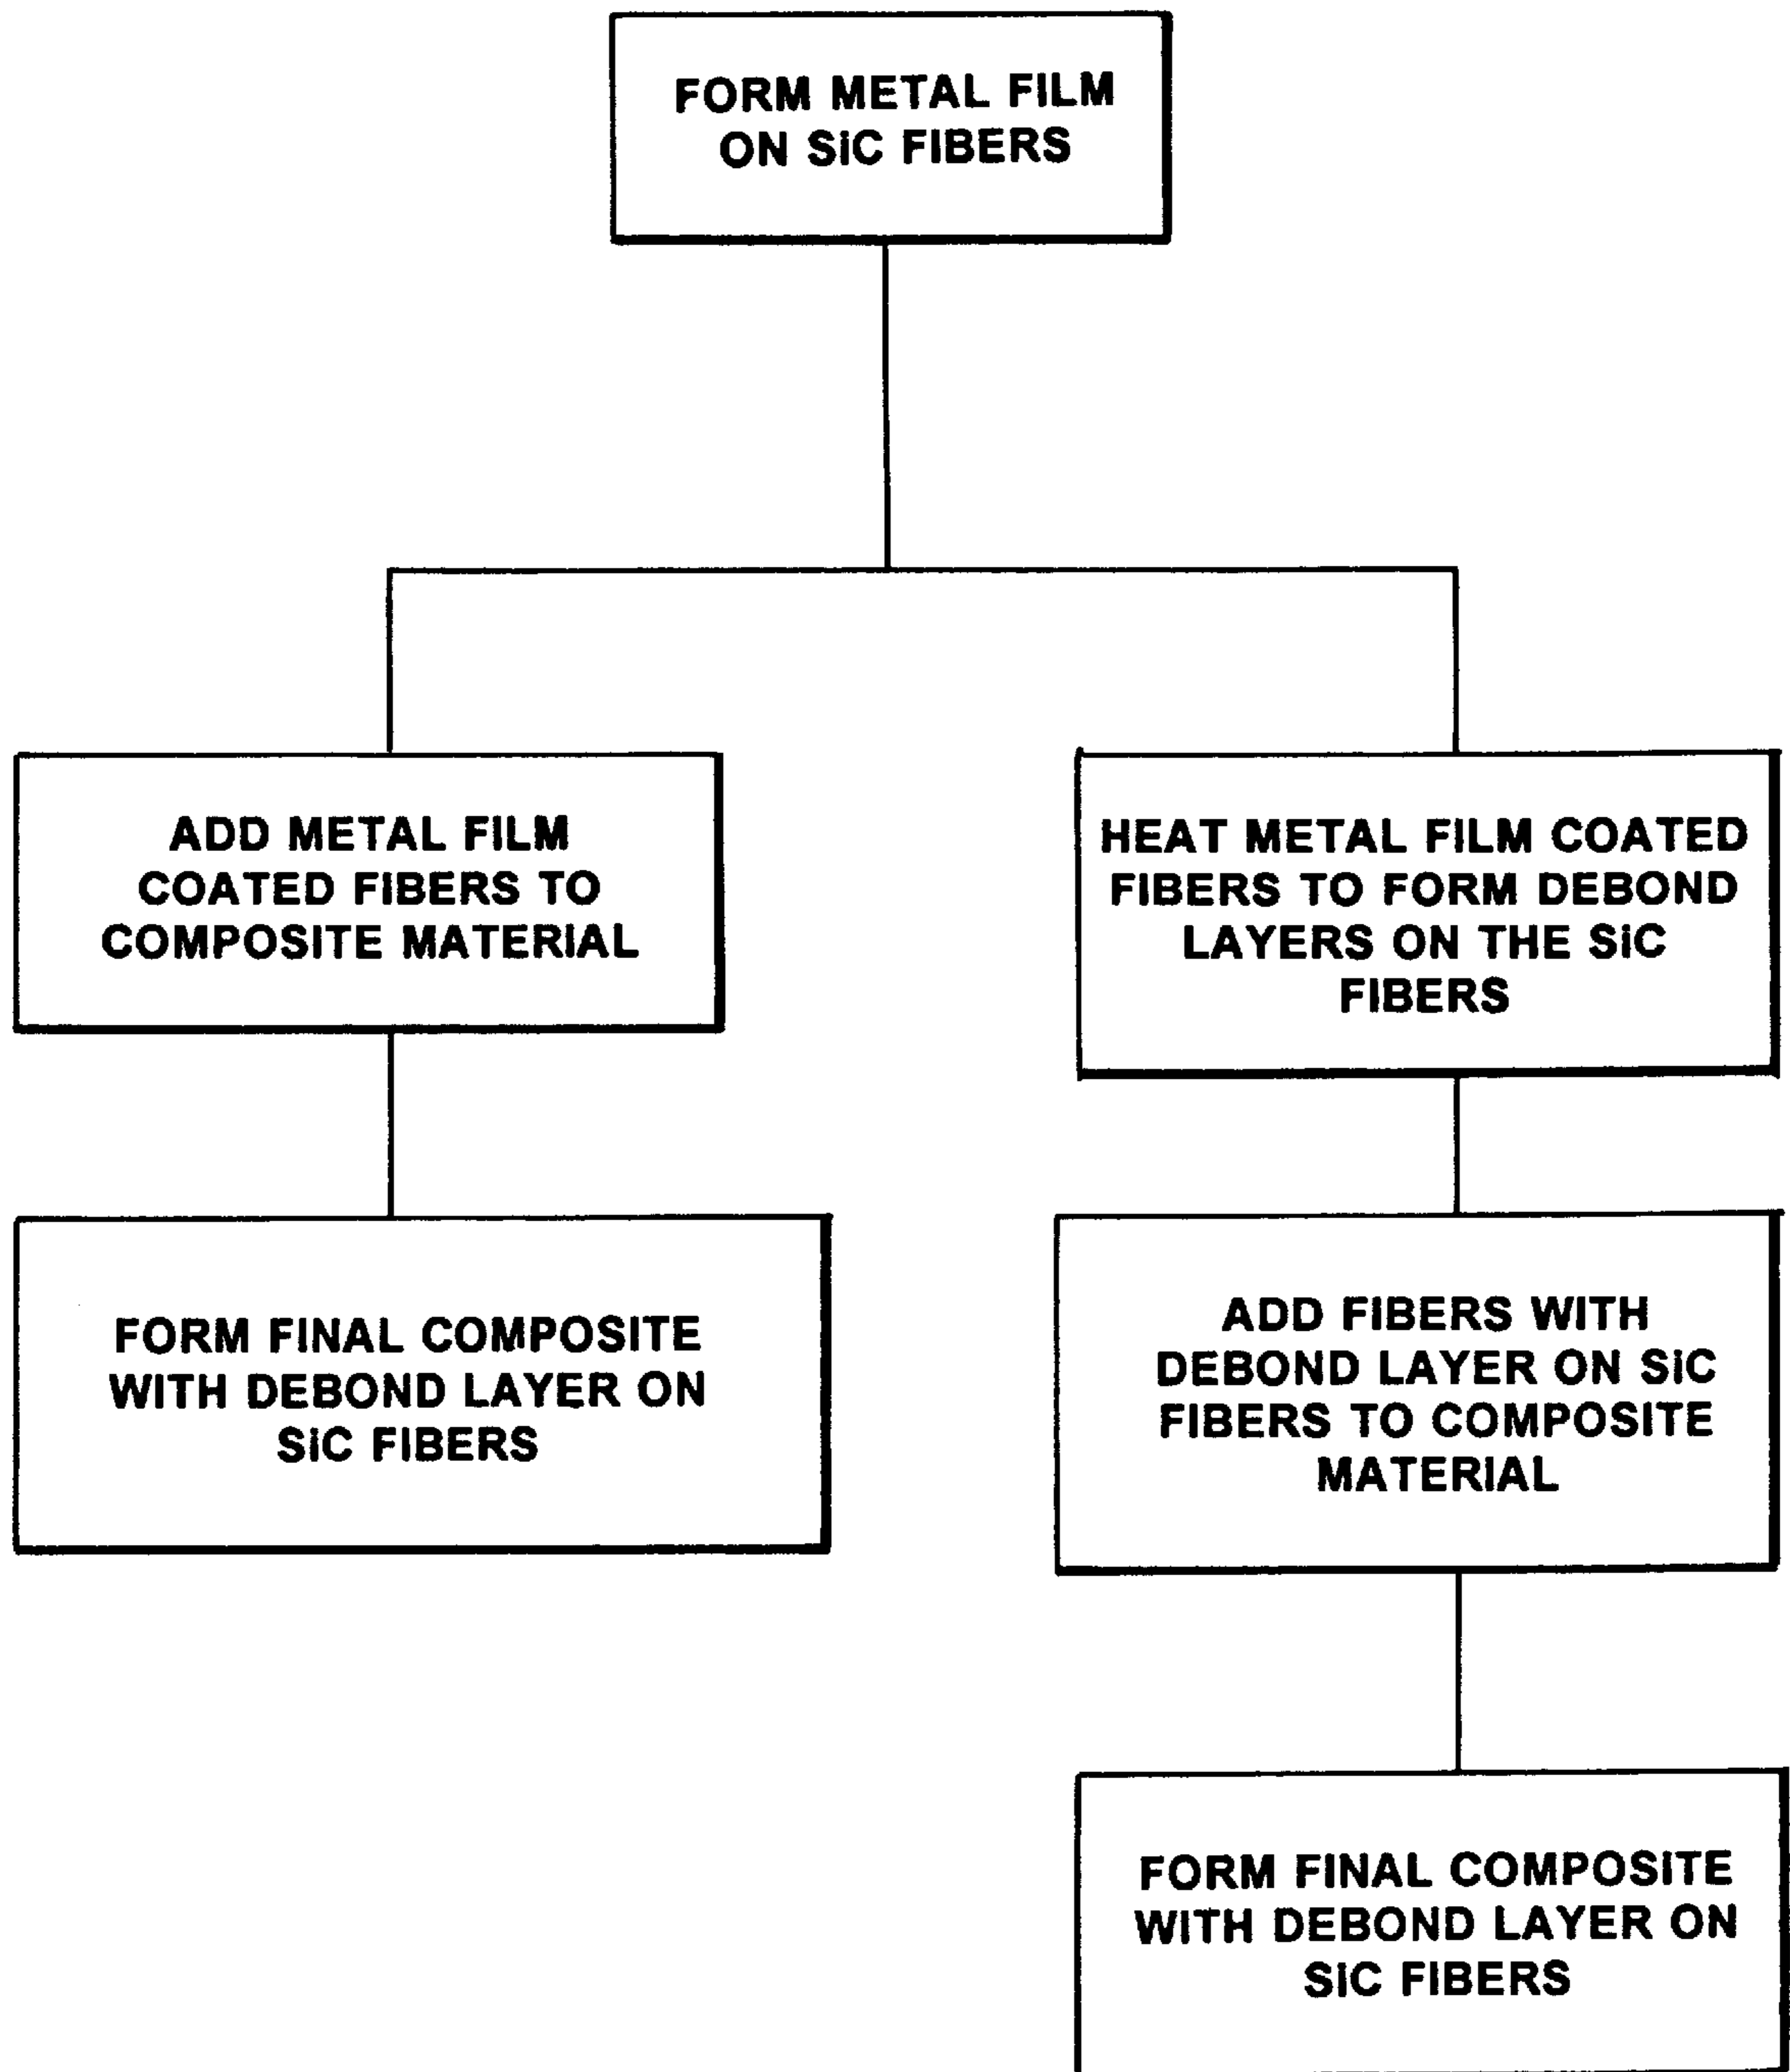 FORM METAL FILM
ON SiC FIBERS
ADD METAL FILM
COATED FIBERS TO
COMPOSITE MATERIAL
FORM FINAL COMPOSITE
WITH DEBOND LAYER ON
SiC FIBERS
HEAT METAL FILM COATED
FIBERS TO FORM DEBOND
LAYERS ON THE SiC
FIBERS
ADD FIBERS WITH
DEBOND LAYER ON SiC
FIBERS TO COMPOSITE
MATERIAL
FORM FINAL COMPOSITE
WITH DEBOND LAYER ON
SiC FIBERS